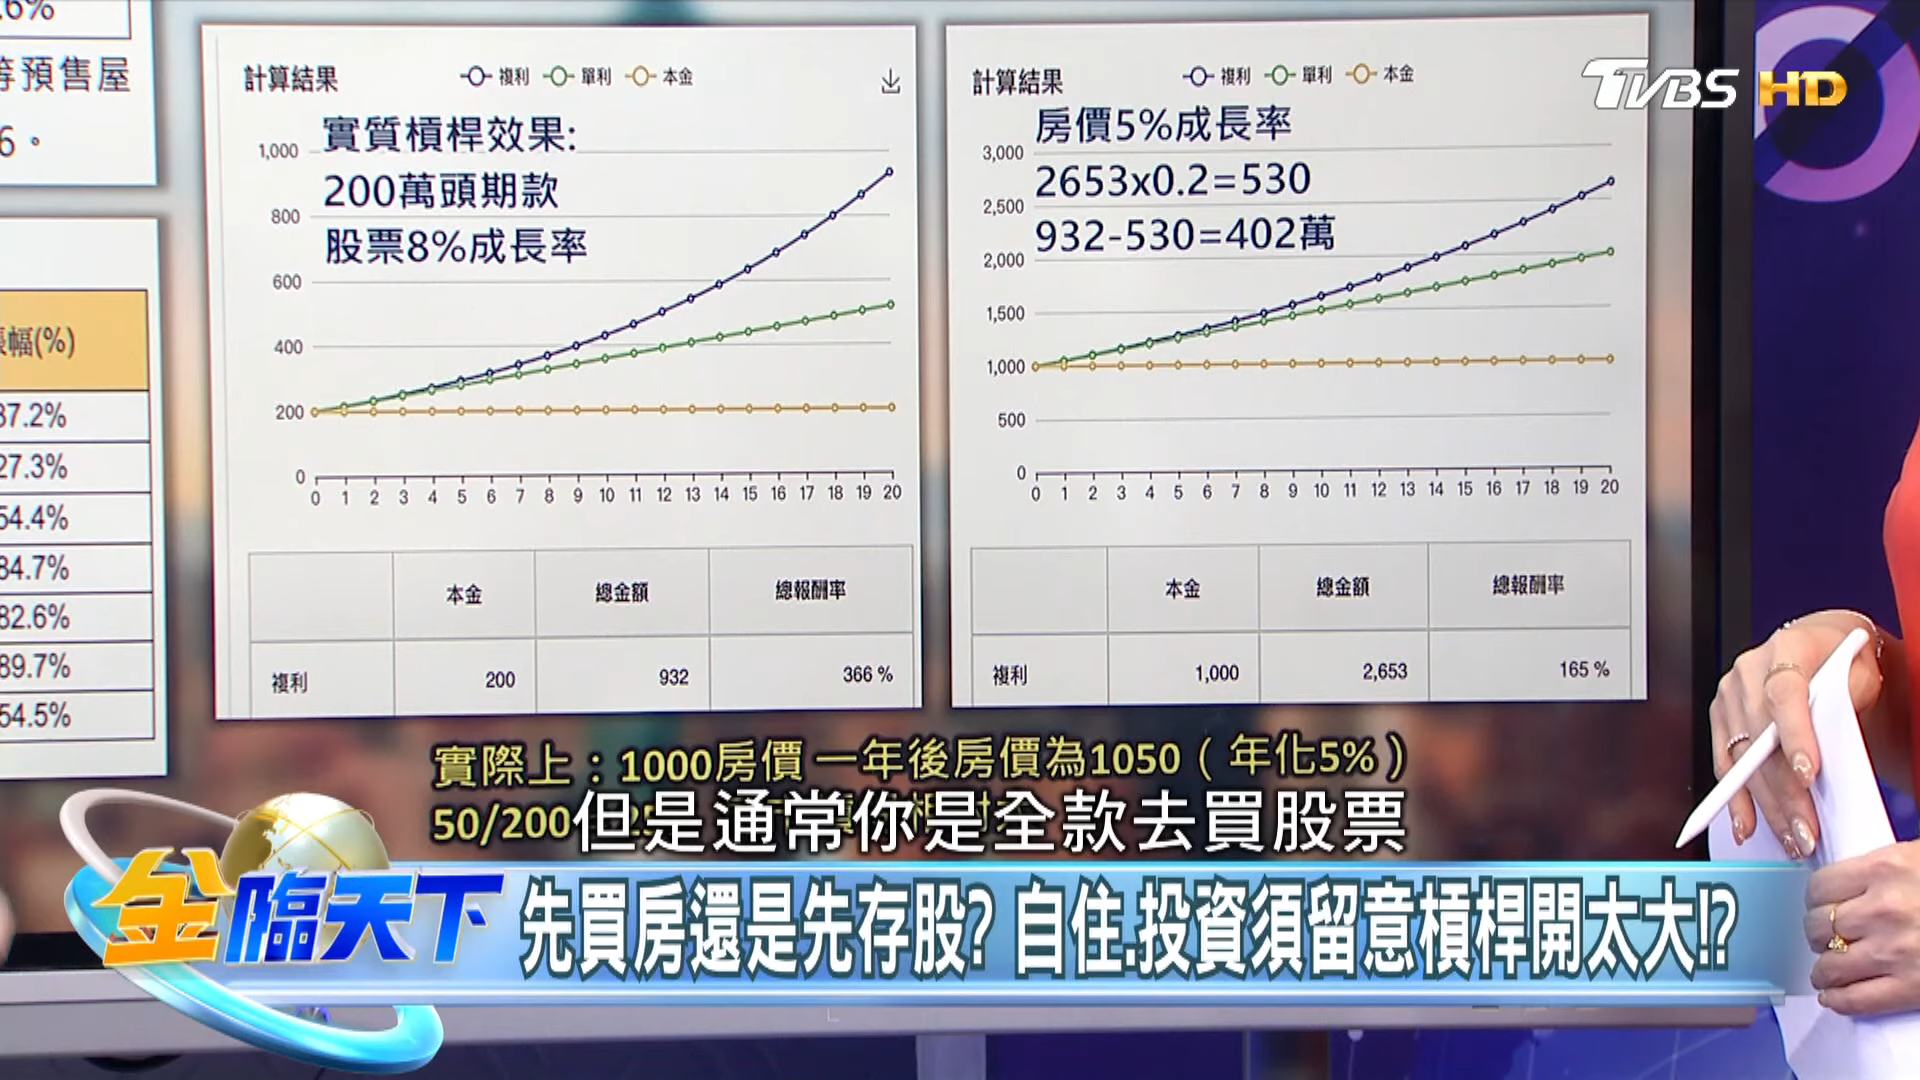 .6%
等預售屋
6。
幅(%)
37.2%
27.3%
54.4%
34.7%
32.6%
39.7%
54.5%
計算結果
複利 單利 本金
實質槓桿效果:
200萬頭期款
股票8%成長率
1,000
800
600
400
200
0
0 1 2 3 4 5 6 7 8 9 10 11 12 13 14 15 16 17 18 19 20
本金 總金額 總報酬率
複利 200 932 366 %
計算結果
複利 單利 本金
房價5%成長率
2653x0.2=530
932-530=402萬
3,000
2,500
2,000
1,500
1,000
500
0
0 1 2 3 4 5 6 7 8 9 10 11 12 13 14 15 16 17 18 19 20
本金 總金額 總報酬率
複利 1,000 2,653 165 %
TVBS HD
實際上：1000房價 一年後房價為1050（年化5%）
50/200
但是通常你是全款去買股票
金臨天下
先買房還是先存股? 自住.投資須留意槓桿開太大!?